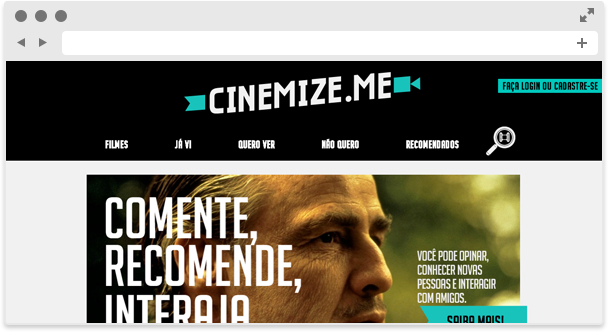 CINEMIZE.ME
FAÇA LOGIN OU CADASTRE-SE
FILMES JÁ VI QUERO VER NÃO QUERO RECOMENDADOS
COMENTE,
RECOMENDE,
INTERAJA
VOCÊ PODE OPINAR,
CONHECER NOVAS
PESSOAS E INTERAGIR
COM AMIGOS.
SAIBA MAIS!